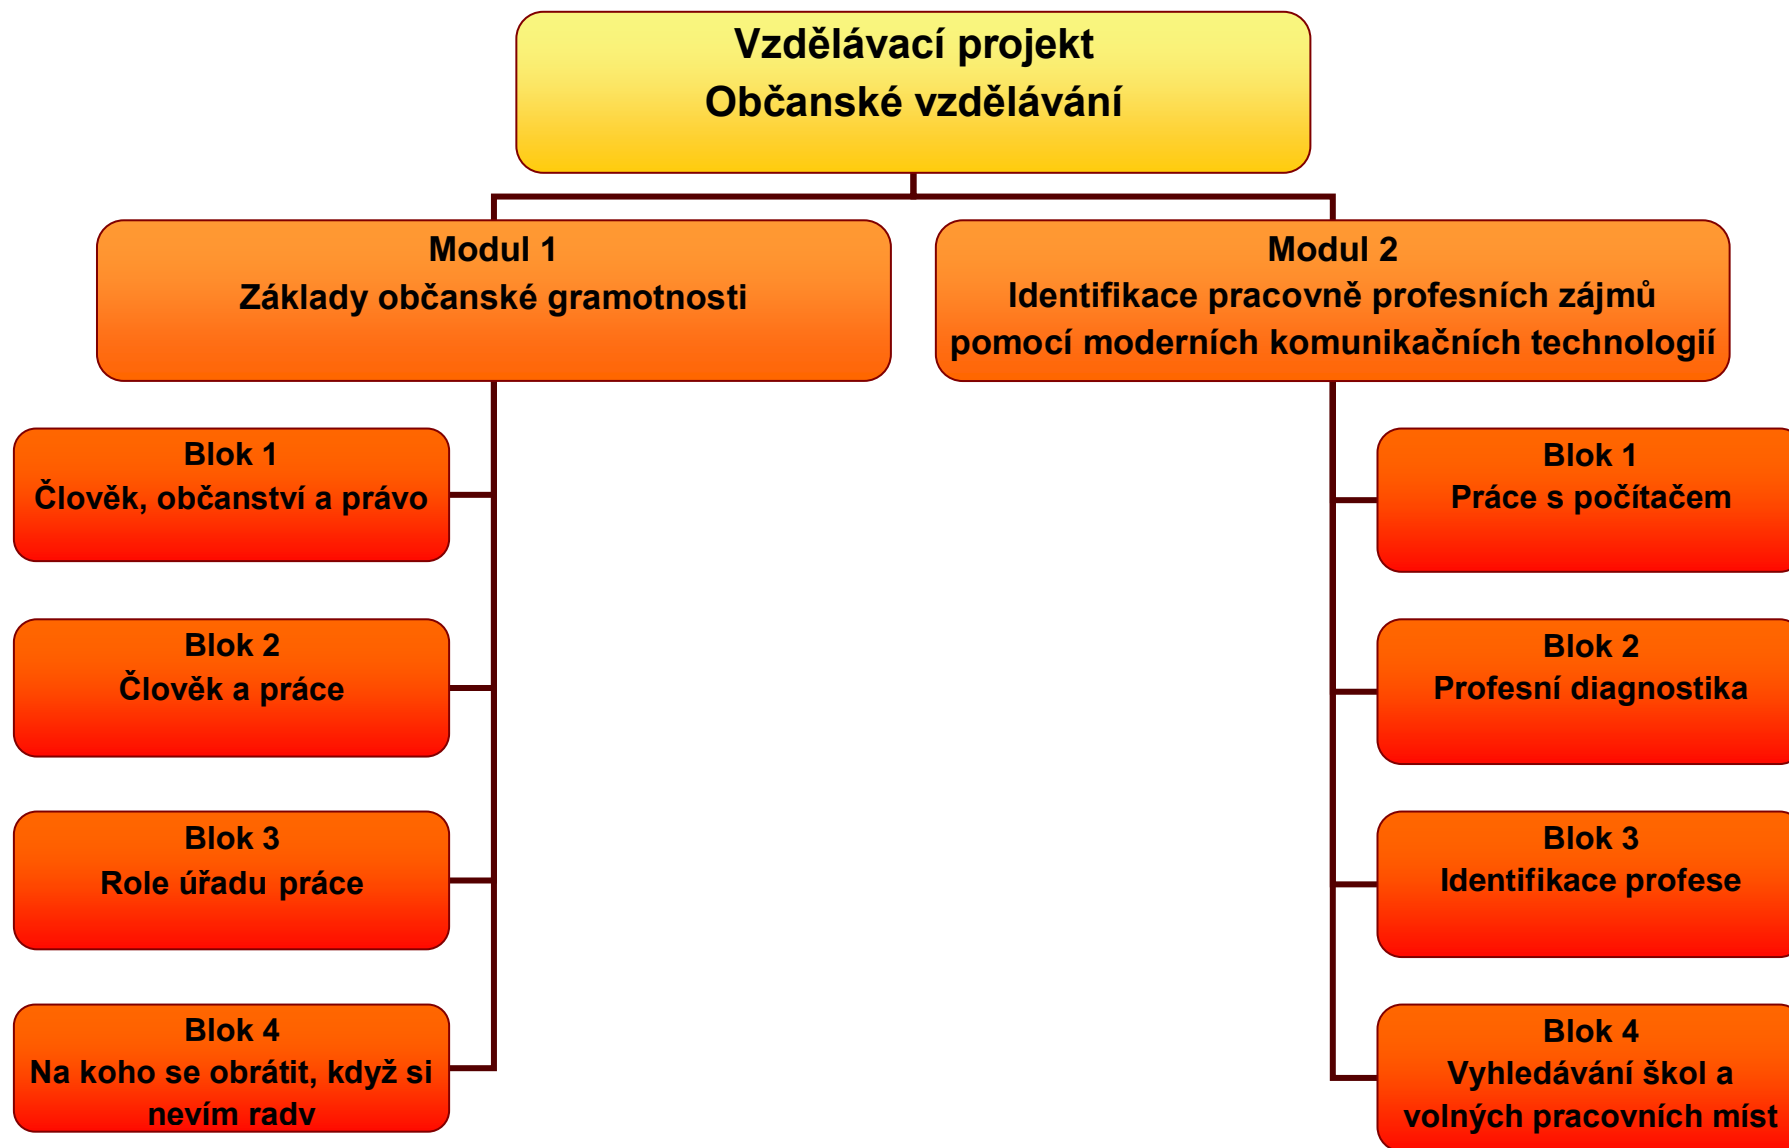 Vzdělávací projekt
Občanské vzdělávání
Modul 1
Základy občanské gramotnosti
Modul 2
Identifikace pracovně profesních zájmů
pomocí moderních komunikačních technologií
Blok 1
Člověk, občanství a právo
Blok 2
Člověk a práce
Blok 3
Role úřadu práce
Blok 4
Na koho se obrátit, když si
nevím rady
Blok 1
Práce s počítačem
Blok 2
Profesní diagnostika
Blok 3
Identifikace profese
Blok 4
Vyhledávání škol a
volných pracovních míst